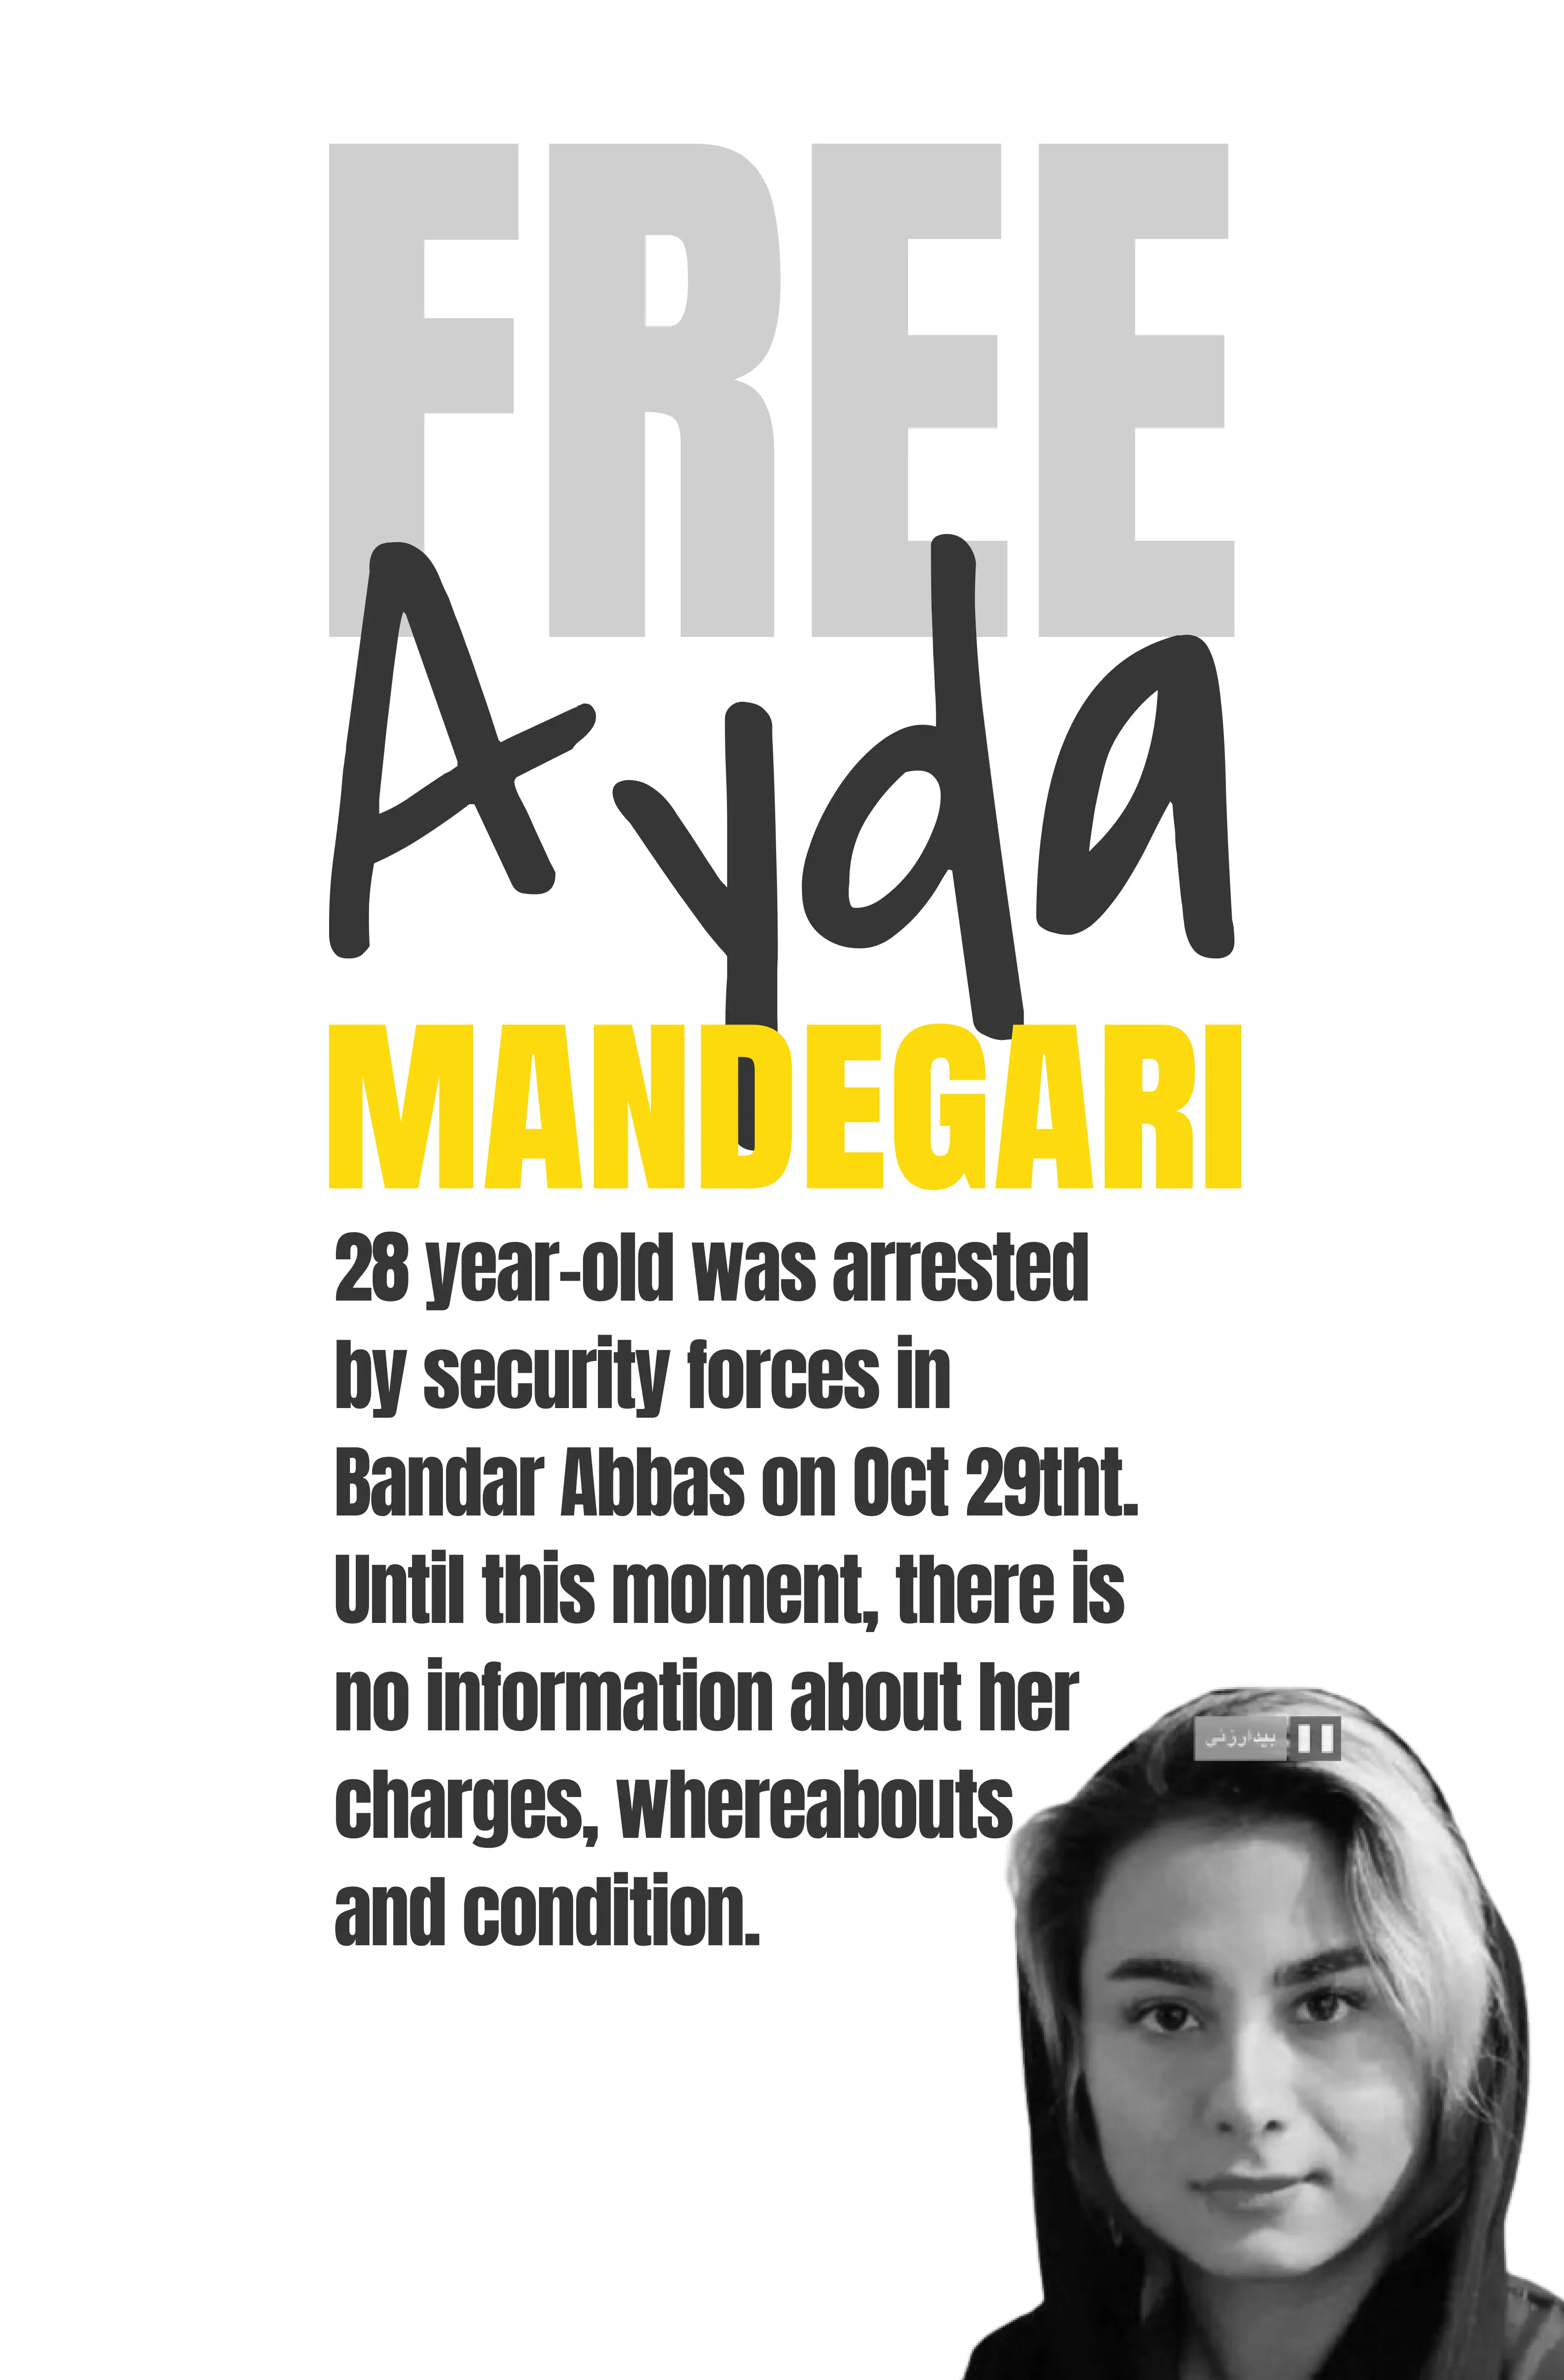 FREE
Ayda
MANDEGARI
28 year-old was arrested
by security forces in
Bandar Abbas on Oct 29tht.
Until this moment, there is
no information about her
charges, whereabouts
and condition.
بیدارزنی